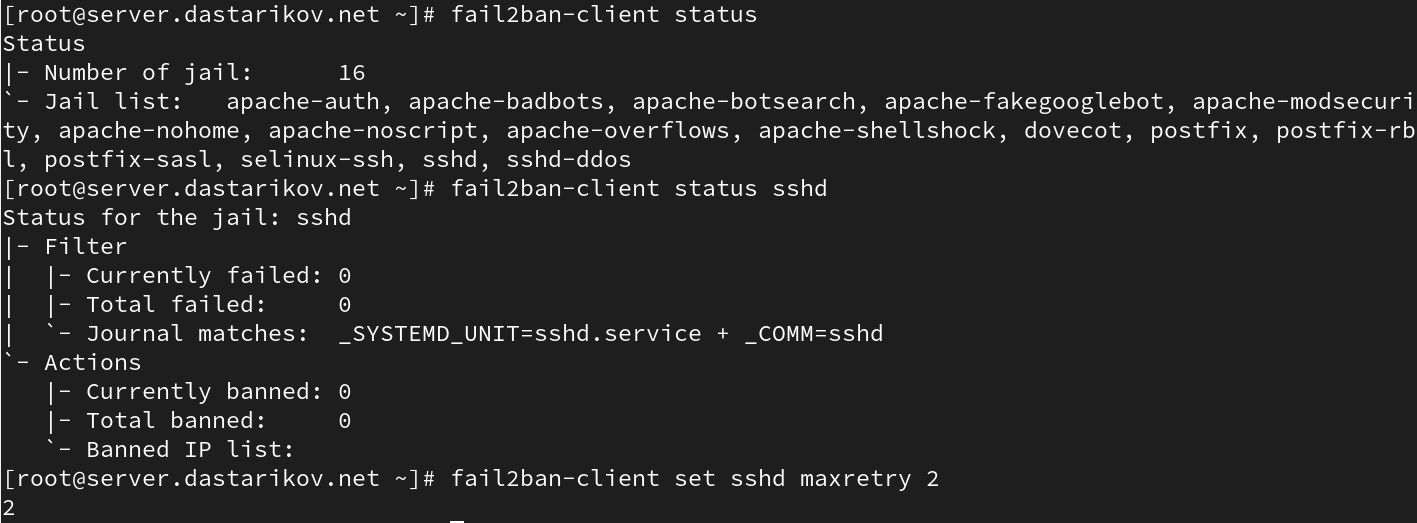 [root@server.dastarikov.net ~]# fail2ban-client status
Status
|- Number of jail:      16
`- Jail list:   apache-auth, apache-badbots, apache-botsearch, apache-fakegooglebot, apache-modsecuri
ty, apache-nohome, apache-noscript, apache-overflows, apache-shellshock, dovecot, postfix, postfix-rb
l, postfix-sasl, selinux-ssh, sshd, sshd-ddos
[root@server.dastarikov.net ~]# fail2ban-client status sshd
Status for the jail: sshd
|- Filter
|  |- Currently failed: 0
|  |- Total failed:     0
|  `- Journal matches:  _SYSTEMD_UNIT=sshd.service + _COMM=sshd
`- Actions
   |- Currently banned: 0
   |- Total banned:     0
   `- Banned IP list:
[root@server.dastarikov.net ~]# fail2ban-client set sshd maxretry 2
2